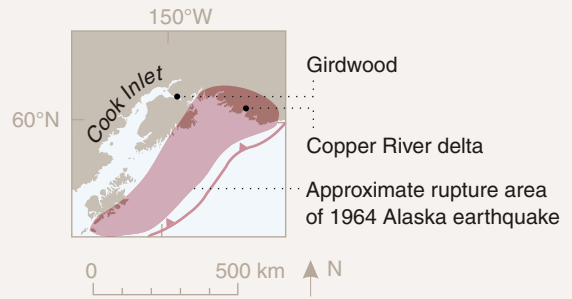 150°W
Girdwood
Cook Inlet
60°N
Copper River delta
Approximate rupture area
of 1964 Alaska earthquake
0 500 km N